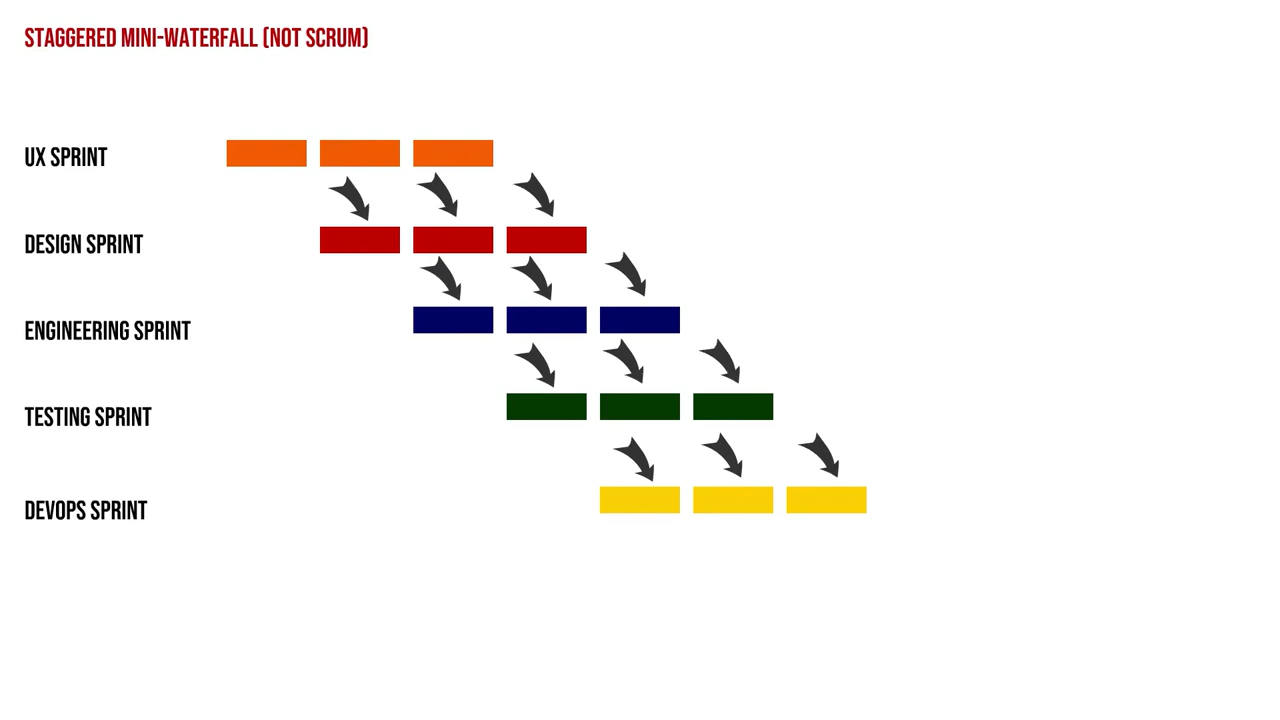 STAGGERED MINI-WATERFALL (NOT SCRUM)
UX SPRINT
DESIGN SPRINT
ENGINEERING SPRINT
TESTING SPRINT
DEVOPS SPRINT